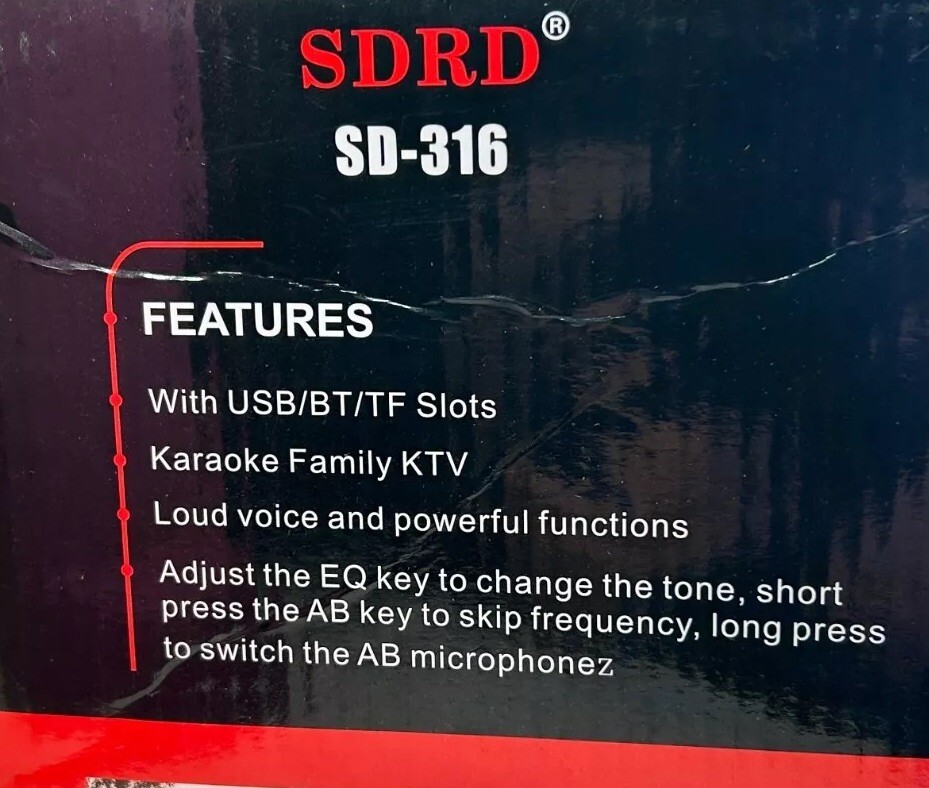 SDRD®
SD-316
FEATURES
With USB/BT/TF Slots
Karaoke Family KTV
Loud voice and powerful functions
Adjust the EQ key to change the tone, short
press the AB key to skip frequency, long press
to switch the AB microphonez